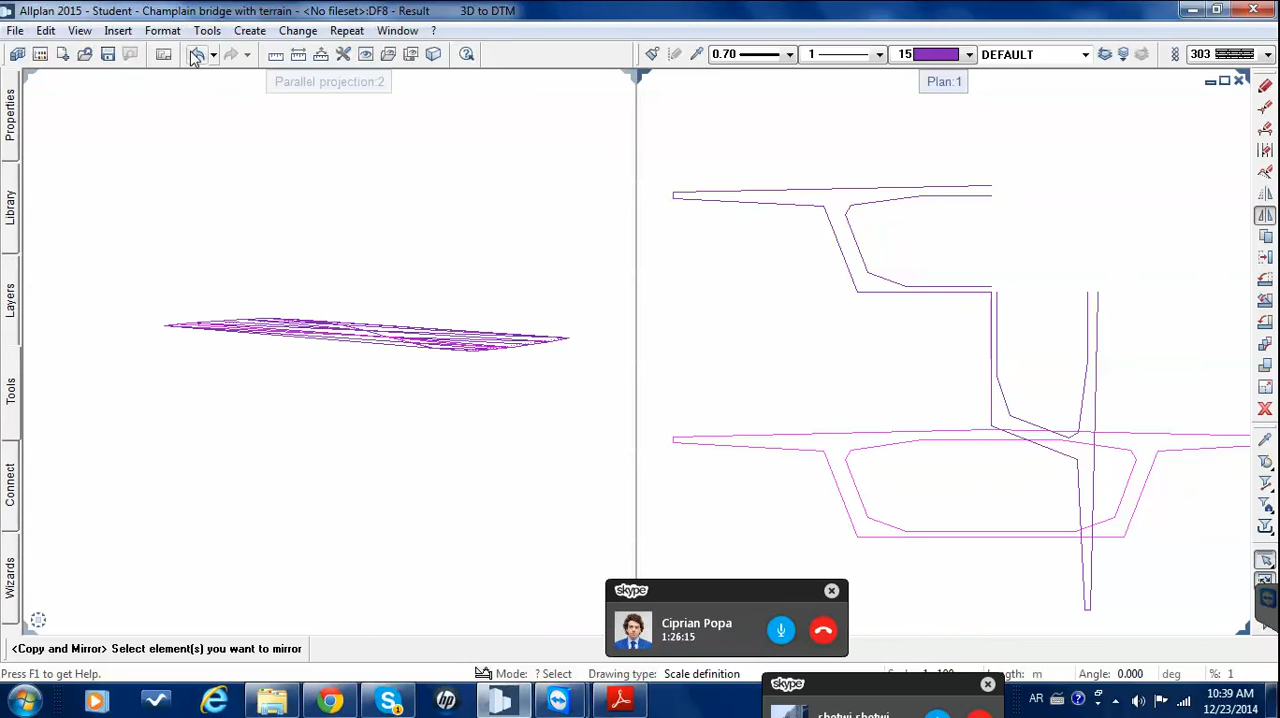 Allplan 2015 - Student - Champlain bridge with terrain - <No fileset>:DF8 - Result 3D to DTM
File Edit View Insert Format Tools Create Change Repeat Window ?
0.70 1 15 DEFAULT 303
Parallel projection:2
Plan:1
Properties
Library
Layers
Tools
Connect
Wizards
skype
Ciprian Popa
1:26:15
<Copy and Mirror> Select element(s) you want to mirror
Press F1 to get Help.
Mode: ? Select Drawing type: Scale definition m Angle: 0.000 deg %: 1
skype
AR
10:39 AM
12/23/2014